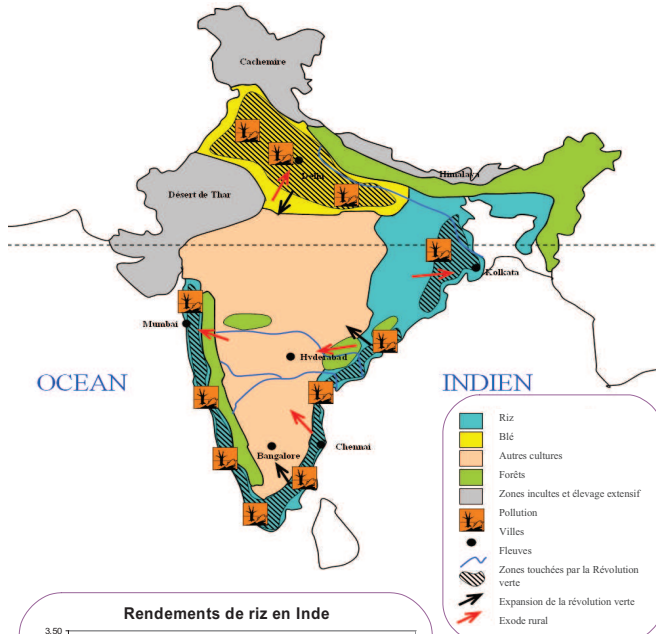 Cachemire
Delhi
Himalaya
Désert de Thar
Kolkata
Mumbai
Hyderabad
OCEAN
INDIEN
Bangalore
Chennai
Riz
Blé
Autres cultures
Forêts
Zones incultes et élevage extensif
Pollution
Villes
Fleuves
Zones touchées par la Révolution
verte
Expansion de la révolution verte
Exode rural
Rendements de riz en Inde
3.50